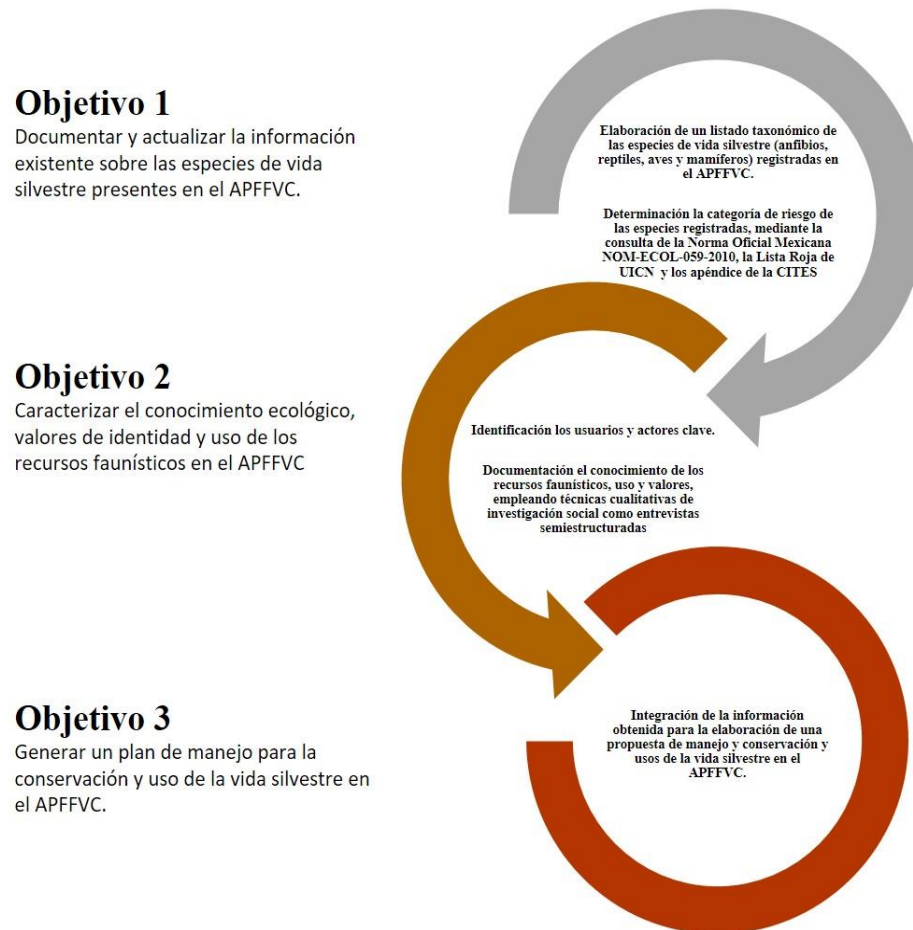 Objetivo 1
Documentar y actualizar la información
existente sobre las especies de vida
silvestre presentes en el APFFVC.
Elaboración de un listado taxonómico de
las especies de vida silvestre (anfibios,
reptiles, aves y mamíferos) registradas en
el APFFVC.
Determinación la categoría de riesgo de
las especies registradas, mediante la
consulta de la Norma Oficial Mexicana
NOM-ECOL-059-2010, la Lista Roja de
UICN y los apéndice de la CITES
Objetivo 2
Caracterizar el conocimiento ecológico,
valores de identidad y uso de los
recursos faunísticos en el APFFVC
Identificación los usuarios y actores clave.
Documentación el conocimiento de los
recursos faunísticos, uso y valores,
empleando técnicas cualitativas de
investigación social como entrevistas
semiestructuradas
Objetivo 3
Generar un plan de manejo para la
conservación y uso de la vida silvestre en
el APFFVC.
Integración de la información
obtenida para la elaboración de una
propuesta de manejo y conservación y
usos de la vida silvestre en el
APFFVC.